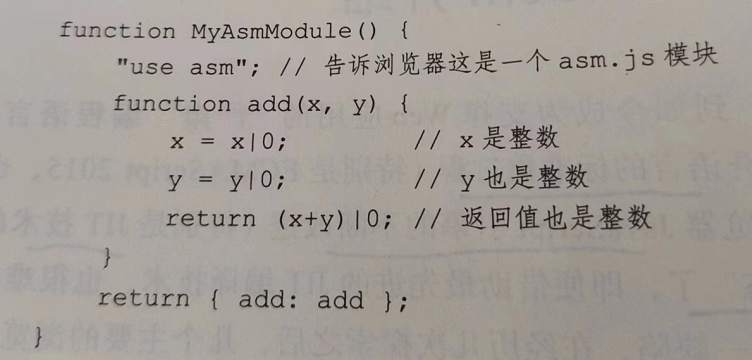 function MyAsmModule() {
"use asm"; // 告诉浏览器这是一个 asm.js 模块
function add(x, y) {
x = x|0; // x 是整数
y = y|0; // y 也是整数
return (x+y)|0; // 返回值也是整数
}
return { add: add };
}